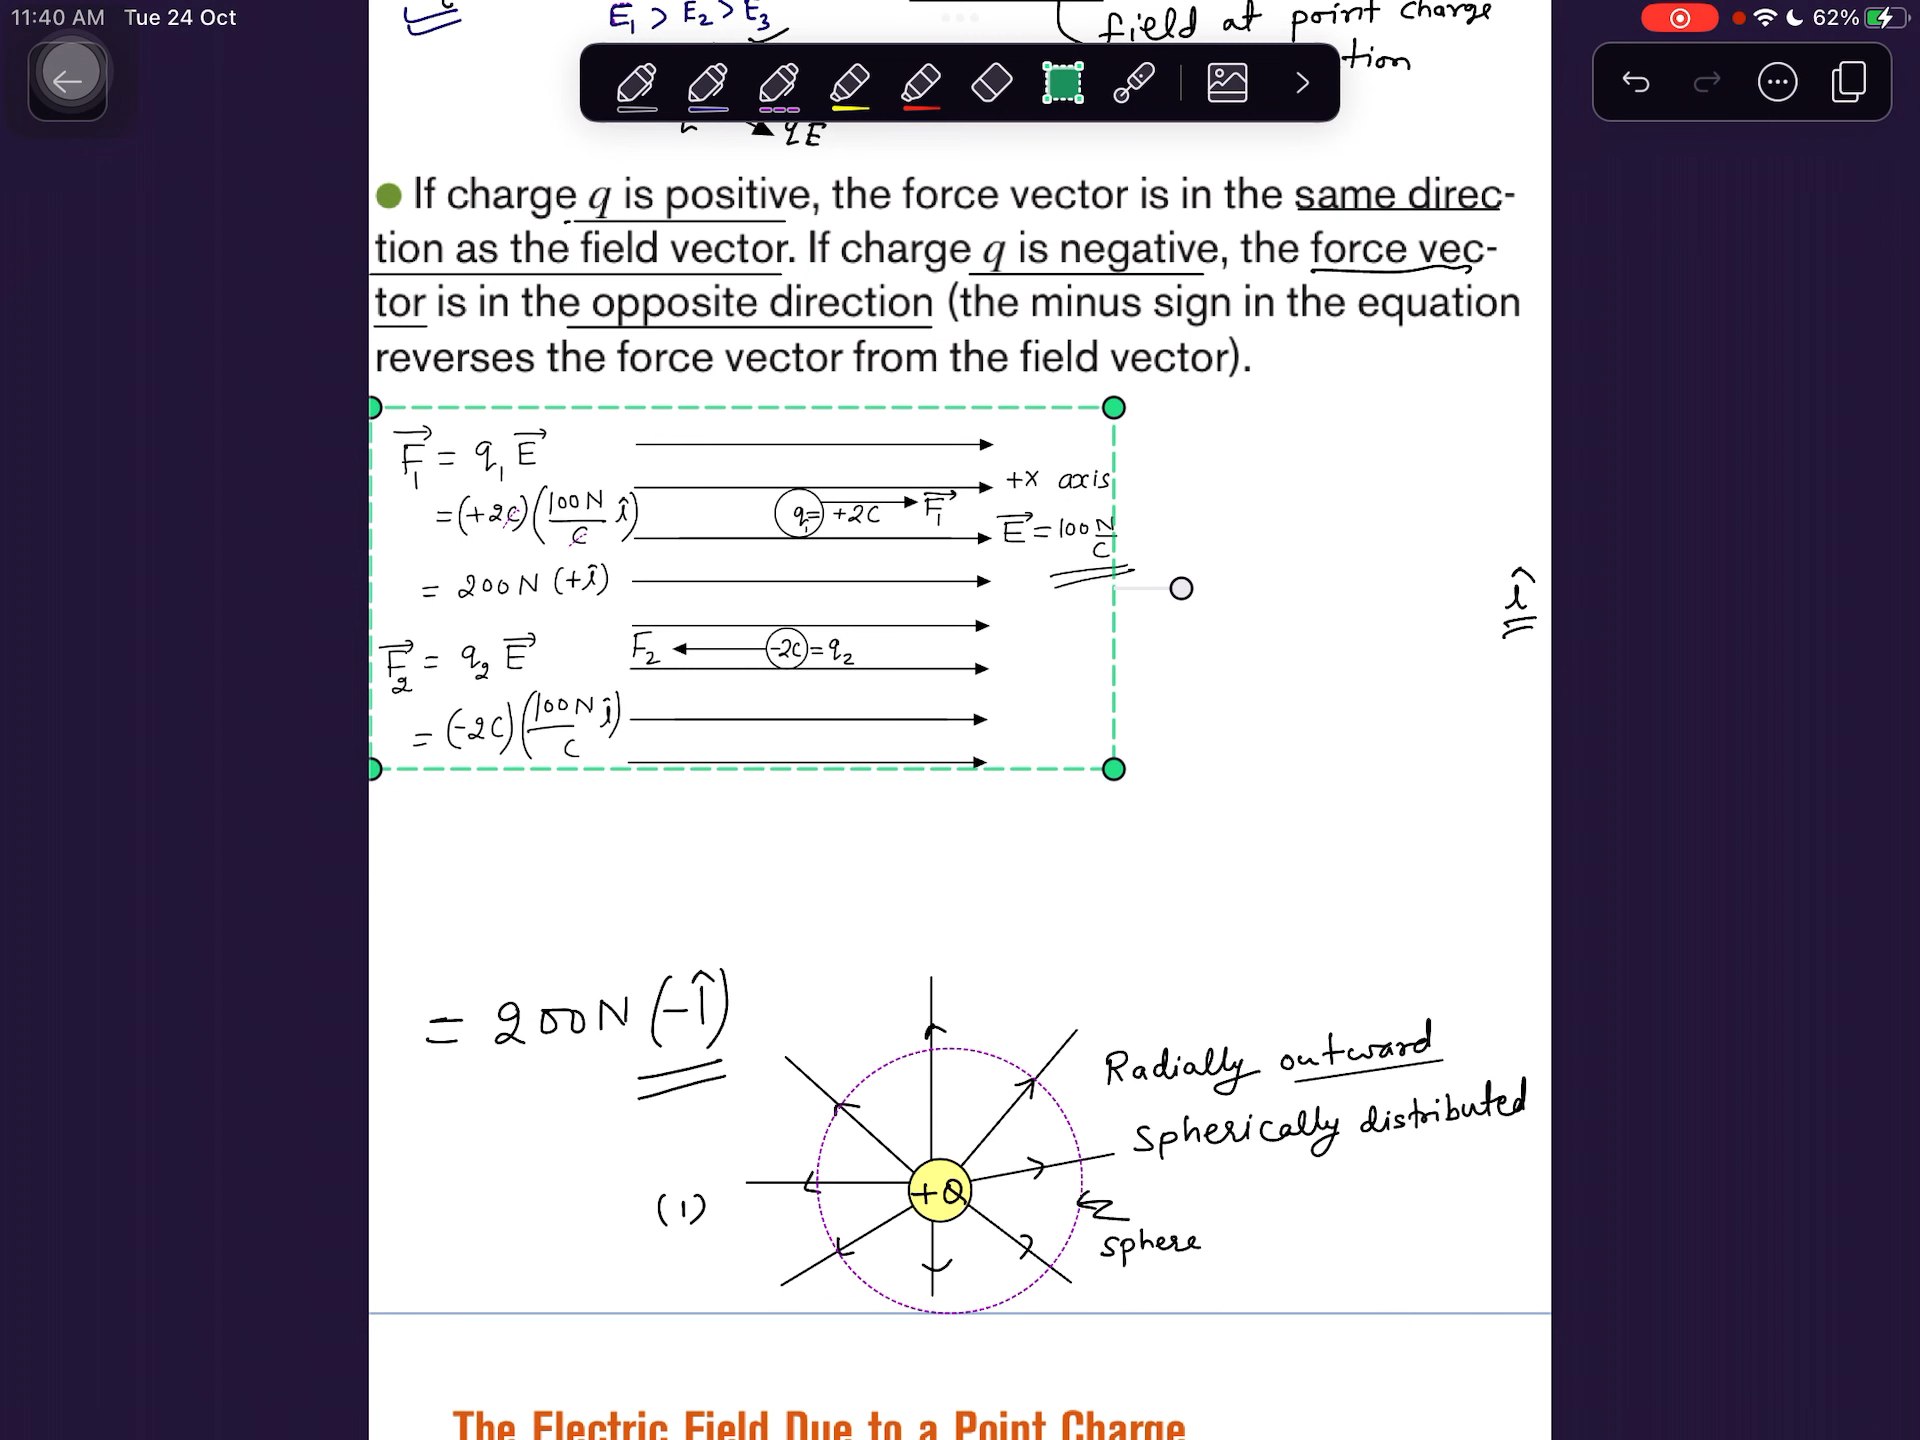 11:40 AM Tue 24 Oct
62%
E₁ > E₂ > E₃
field at point charge
tion
qE
If charge q is positive, the force vector is in the same direc-
tion as the field vector. If charge q is negative, the force vec-
tor is in the opposite direction (the minus sign in the equation
reverses the force vector from the field vector).
F⃗₁ = q₁ E⃗
= (+2C) (100 N/C î)
q₁= +2C F⃗₁
+X axis
E⃗ = 100 N/C
= 200 N (+î)
î
F⃗₂ = q₂ E⃗
F₂ -2C = q₂
= (-2C) (100 N/C î)
= 200 N (-î)
Radially outward
Spherically distributed
+Q
(1)
sphere
The Electric Field Due to a Point Charge